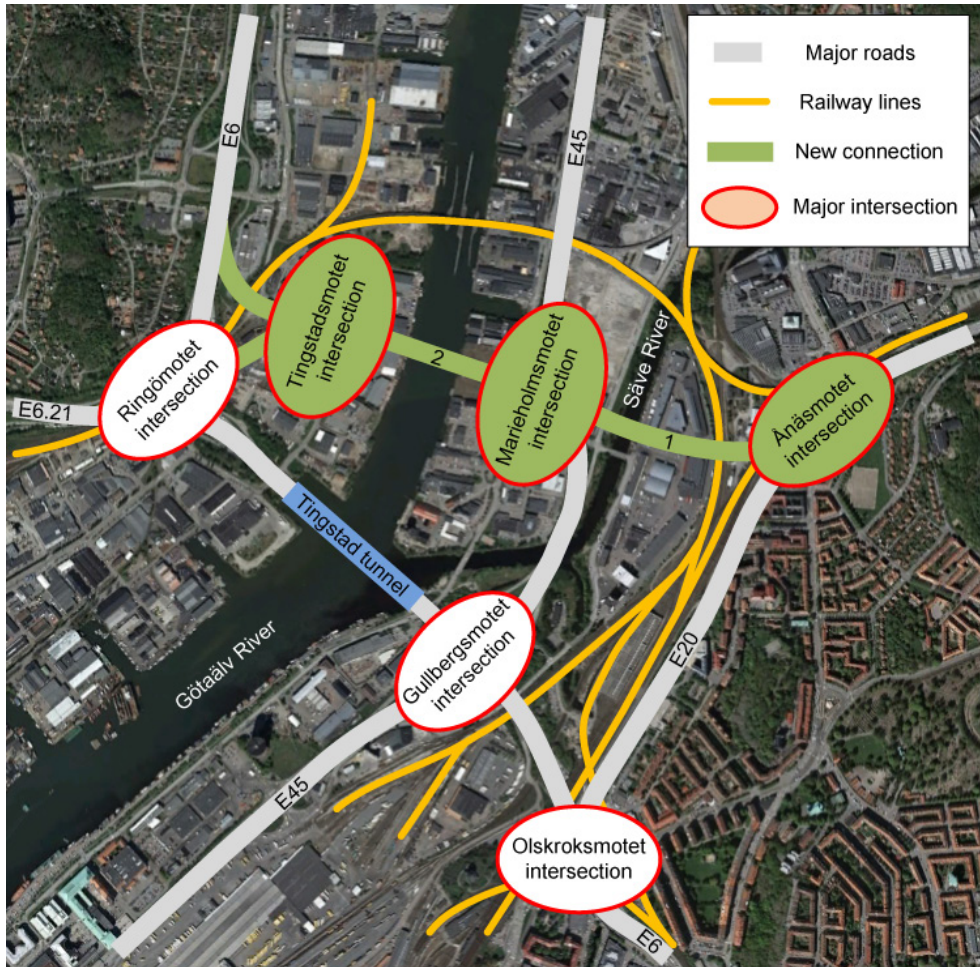 Major roads
Railway lines
New connection
Major intersection
E6
E45
Tingstadsmotet
intersection
Ringömotet
intersection
E6.21
2
Marieholmsmotet
intersection
Säve River
1
Ånäsmotet
intersection
Tingstad tunnel
Götaälv River
Gullbergsmotet
intersection
E20
E45
Olskroksmotet
intersection
E6